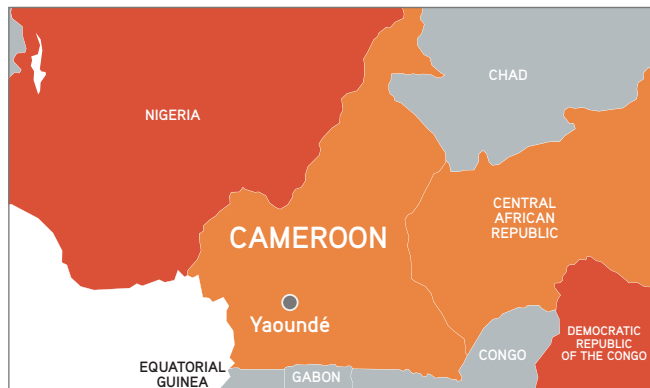 CHAD
NIGERIA
CENTRAL
AFRICAN
REPUBLIC
CAMEROON
Yaoundé
DEMOCRATIC
REPUBLIC
OF THE CONGO
CONGO
EQUATORIAL
GUINEA
GABON